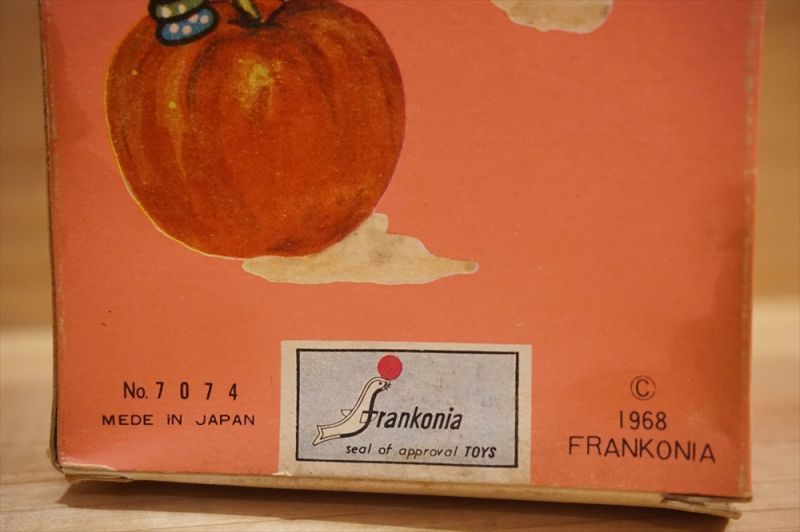 No. 7074
MEDE IN JAPAN
Frankonia
seal of approval TOYS
©
1968
FRANKONIA